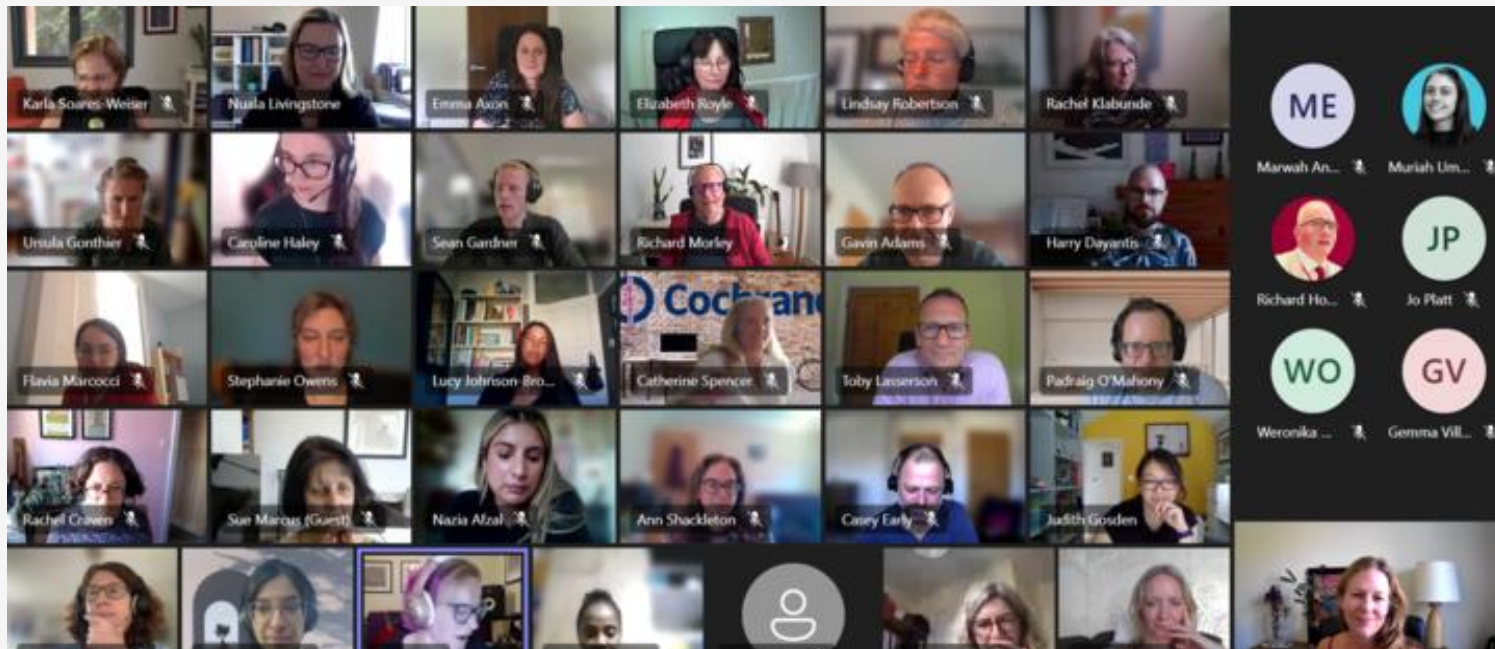 Karla Soares-Weiser
Nuala Livingstone
Emma Axon
Elizabeth Royle
Lindsay Robertson
Rachel Klabunde
ME
Marwah An...
Muriah Um...
Ursula Gonthier
Caroline Haley
Sean Gardner
Richard Morley
Gavin Adams
Harry Dayantis
JP
Richard Ho...
Jo Platt
Cochrane
Flavia Marcocci
Stephanie Owens
Lucy Johnson-Bro...
Catherine Spencer
Toby Lasserson
Padraig O'Mahony
WO
GV
Weronika ...
Gemma Vill...
Rachel Craven
Sue Marcus (Guest)
Nazia Afzal
Ann Shackleton
Casey Early
Judith Gosden